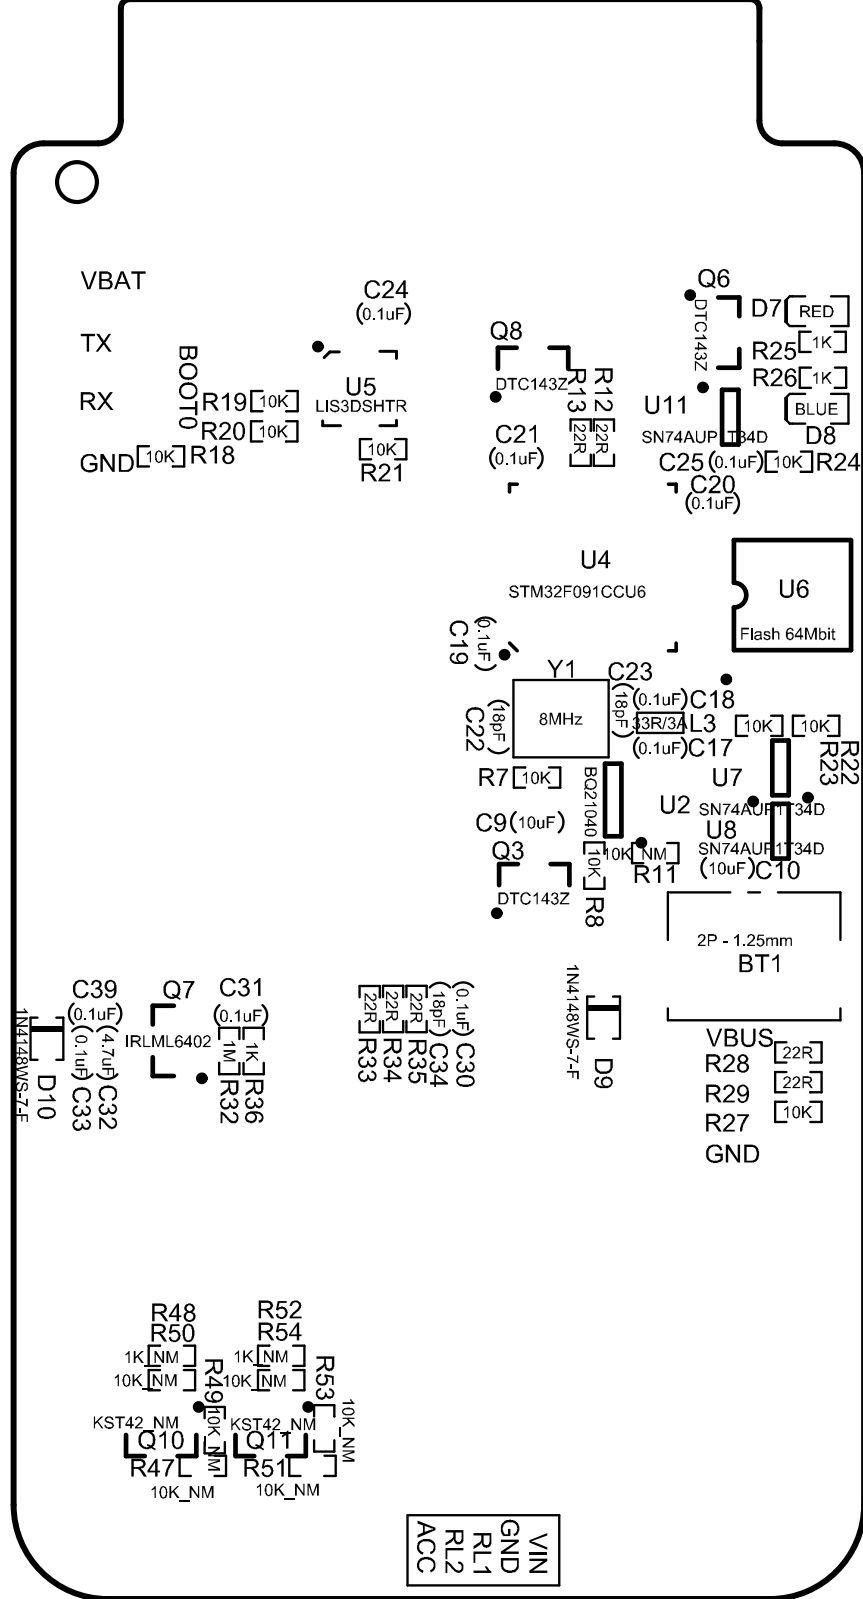 VBAT
C24
(0.1uF)
Q6
D7
RED
DTC143Z
TX
BOOT0
U5
LIS3DSHTR
Q8
DTC143Z
R25
1K
RX
R19
10K
R20
10K
R13
22R
R12
22R
R26
1K
U11
SN74AUP1T34D
BLUE
D8
GND
10K
R18
10K
R21
C21
(0.1uF)
C25
(0.1uF)
10K
R24
C20
(0.1uF)
U4
STM32F091CCU6
U6
Flash 64Mbit
C19
(0.1uF)
Y1
8MHz
C23
(18pF)
(0.1uF)
C18
C22
(18pF)
33R/3A
L3
(0.1uF)
C17
10K
10K
R23
R22
R7
10K
BQ21040
U2
U7
SN74AUP1T34D
U8
SN74AUP1T34D
C9
(10uF)
Q3
DTC143Z
10K
R8
10K
NM
R11
(10uF)
C10
2P - 1.25mm
BT1
C39
(0.1uF)
Q7
IRLML6402
C31
(0.1uF)
1N4148WS-7-F
D10
(0.1uF)
C33
(4.7uF)
C32
1M
R32
1K
R36
22R
R33
22R
R34
22R
R35
(18pF)
C34
(0.1uF)
C30
1N4148WS-7-F
D9
VBUS
R28
22R
R29
22R
R27
10K
GND
R48
R50
1K_NM
10K_NM
R52
R54
1K_NM
10K_NM
R49
10K_NM
R53
10K_NM
KST42_NM
Q10
KST42_NM
Q11
R47
10K_NM
R51
10K_NM
VIN
GND
RL1
RL2
ACC